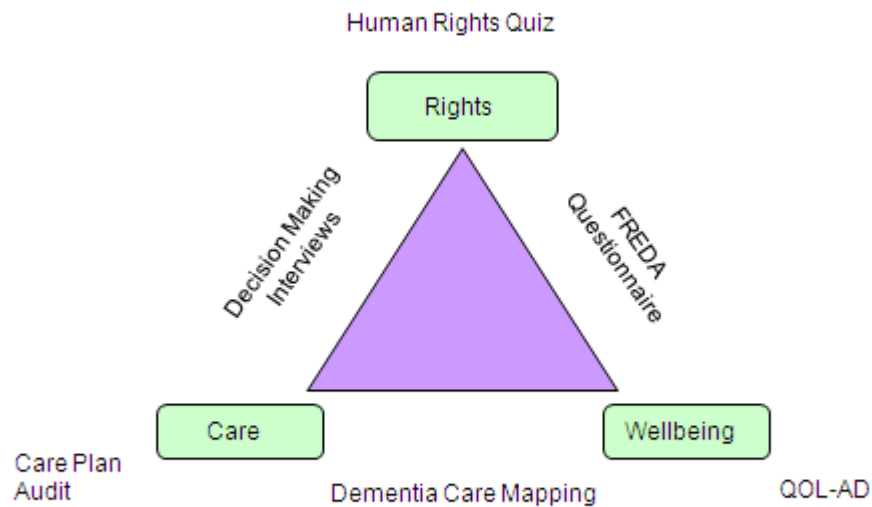 Human Rights Quiz
Rights
Decision Making
Interviews
FREDA
Questionnaire
Care
Wellbeing
Care Plan
Audit
Dementia Care Mapping
QOL-AD